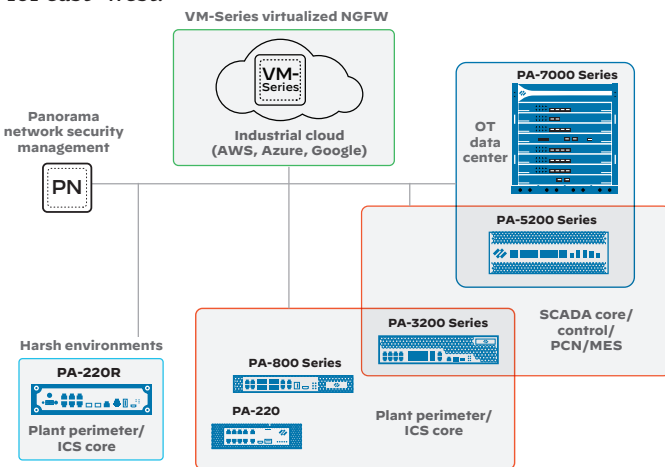 VM-Series virtualized NGFW
VM-
Series
Industrial cloud
(AWS, Azure, Google)
Panorama
network security
management
PN
PA-7000 Series
OT
data
center
PA-5200 Series
SCADA core/
control/
PCN/MES
PA-3200 Series
PA-800 Series
PA-220
Plant perimeter/
ICS core
Harsh environments
PA-220R
Plant perimeter/
ICS core